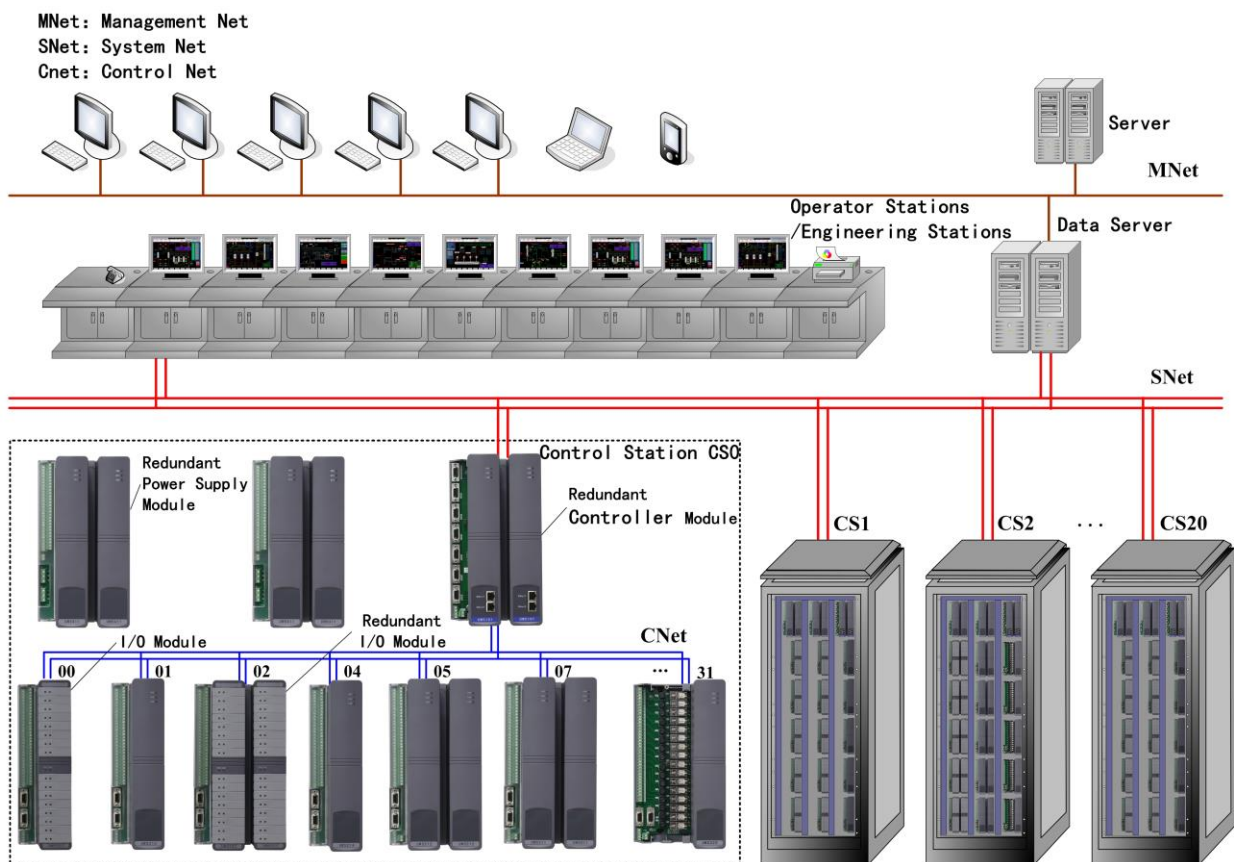 MNet: Management Net
SNet: System Net
Cnet: Control Net
Server
MNet
Operator Stations
/Engineering Stations
Data Server
SNet
Control Station CS0
Redundant
Power Supply
Module
Redundant
Controller Module
CS1
CS2
...
CS20
I/O Module
Redundant
I/O Module
CNet
00
01
02
04
05
07
...
31